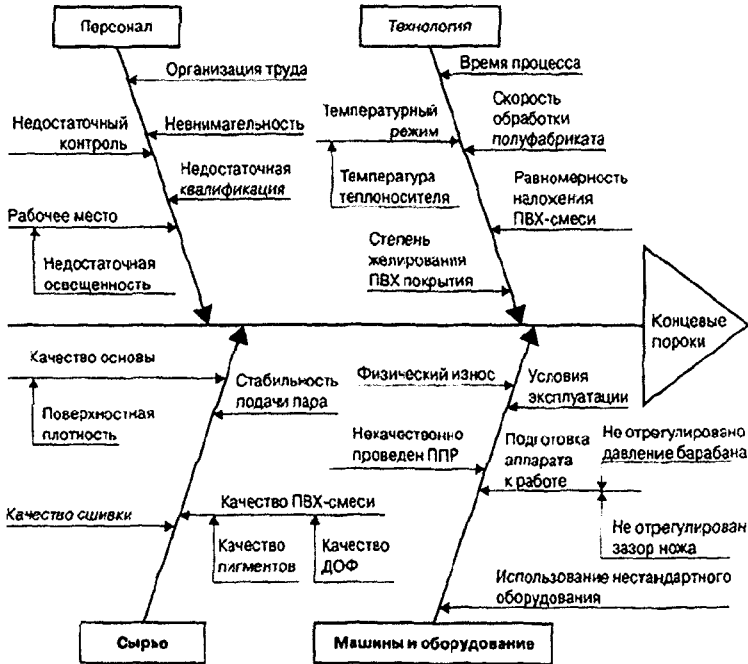 Персонал
Технология
Организация труда
Время процесса
Недостаточный
контроль
Невнимательность
Температурный
режим
Скорость
обработки
полуфабриката
Недостаточная
квалификация
Температура
теплоносителя
Равномерность
наложения
ПВХ-смеси
Рабочее место
Недостаточная
освещенность
Степень
желирования
ПВХ покрытия
Концевые
пороки
Качество основы
Поверхностная
плотность
Стабильность
подачи пара
Физический износ
Условия
эксплуатации
Некачественно
проведен ППР
Подготовка
аппарата
к работе
Не отрегулировано
давление барабана
Качество сшивки
Качество ПВХ-смеси
Качество
пигментов
Качество
ДОФ
Не отрегулирован
зазор ножа
Использование нестандартного
оборудования
Сырьё
Машины и оборудование